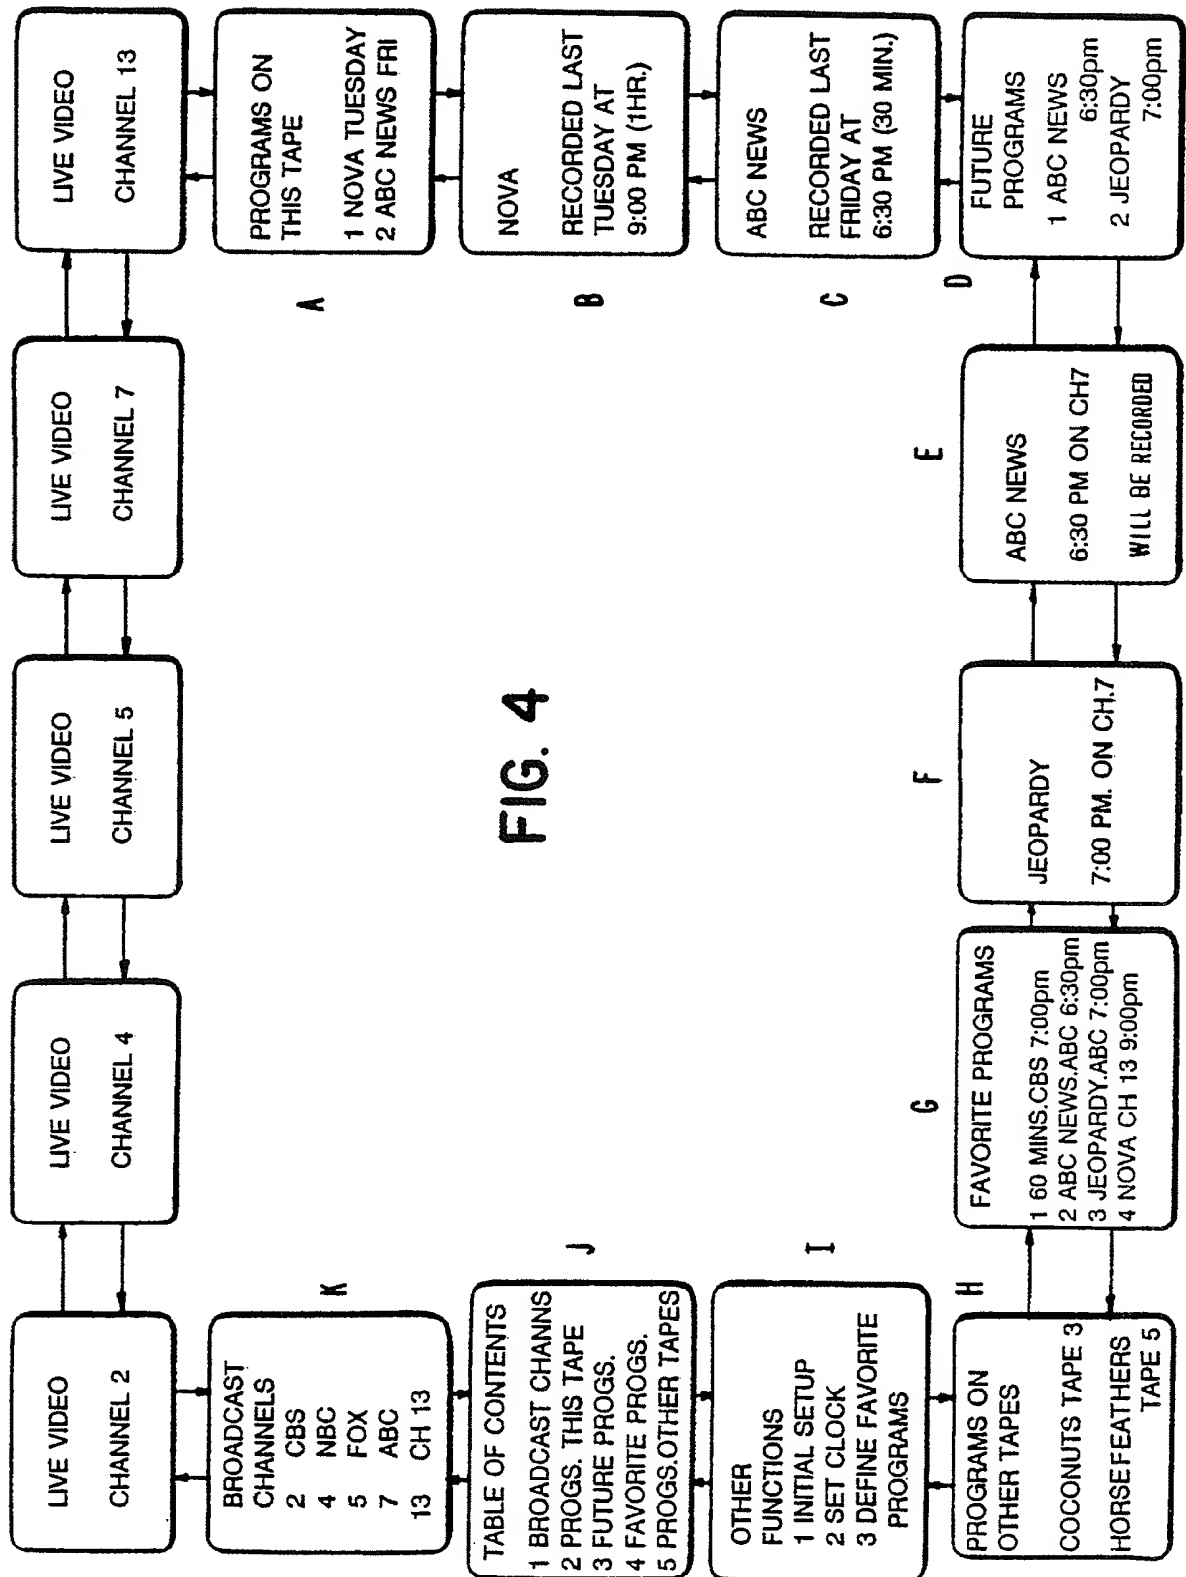 LIVE VIDEO
CHANNEL 2
LIVE VIDEO
CHANNEL 4
LIVE VIDEO
CHANNEL 5
LIVE VIDEO
CHANNEL 7
LIVE VIDEO
CHANNEL 13
A
PROGRAMS ON
THIS TAPE
1 NOVA TUESDAY
2 ABC NEWS FRI
B
NOVA
RECORDED LAST
TUESDAY AT
9:00 PM (1HR.)
C
ABC NEWS
RECORDED LAST
FRIDAY AT
6:30 PM (30 MIN.)
D
FUTURE
PROGRAMS
1 ABC NEWS
6:30pm
2 JEOPARDY
7:00pm
E
ABC NEWS
6:30 PM ON CH7
WILL BE RECORDED
F
JEOPARDY
7:00 PM. ON CH.7
G
FAVORITE PROGRAMS
1 60 MINS.CBS 7:00pm
2 ABC NEWS.ABC 6:30pm
3 JEOPARDY.ABC 7:00pm
4 NOVA CH 13 9:00pm
H
PROGRAMS ON
OTHER TAPES
COCONUTS TAPE 3
HORSEFEATHERS
TAPE 5
I
OTHER
FUNCTIONS
1 INITIAL SETUP
2 SET CLOCK
3 DEFINE FAVORITE
PROGRAMS
J
TABLE OF CONTENTS
1 BROADCAST CHANNS
2 PROGS. THIS TAPE
3 FUTURE PROGS.
4 FAVORITE PROGS.
5 PROGS.OTHER TAPES
K
BROADCAST
CHANNELS
2 CBS
4 NBC
5 FOX
7 ABC
13 CH 13
FIG. 4